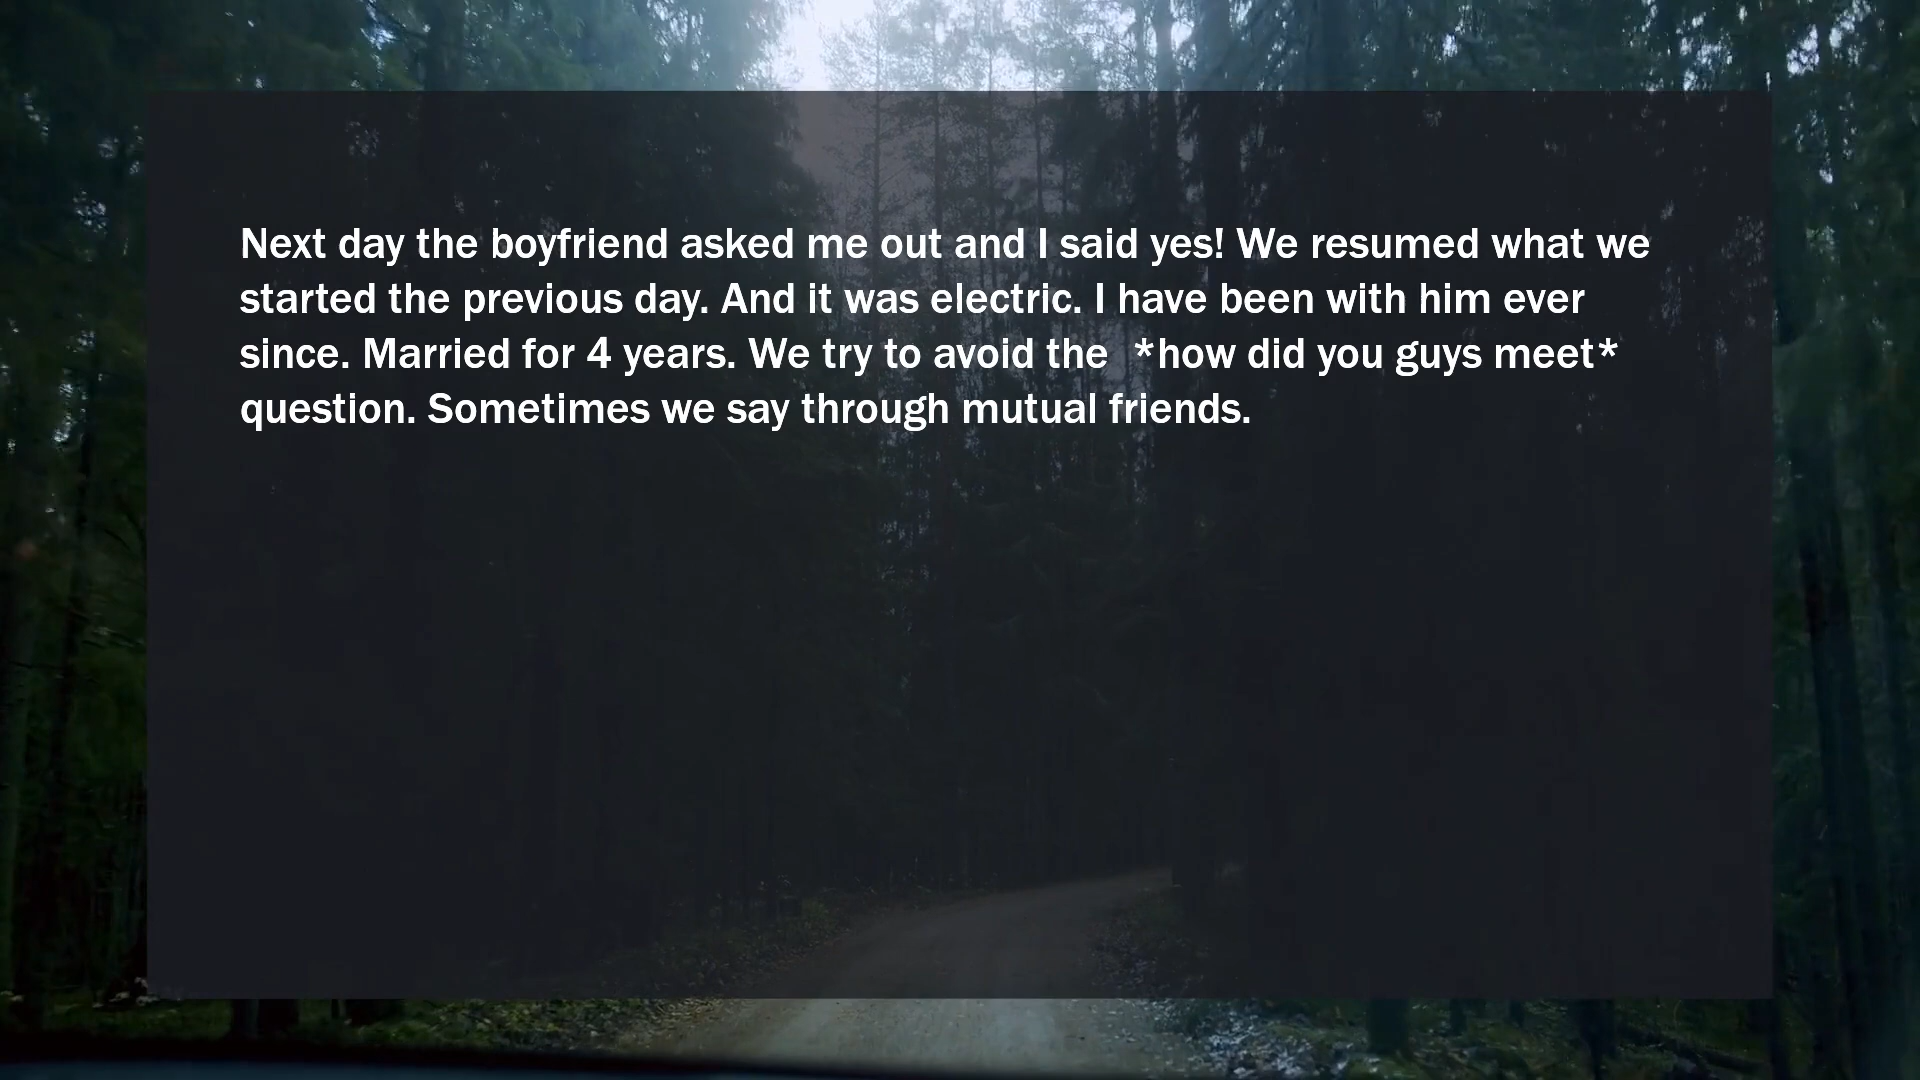 Next day the boyfriend asked me out and I said yes! We resumed what we
started the previous day. And it was electric. I have been with him ever
since. Married for 4 years. We try to avoid the  *how did you guys meet*
question. Sometimes we say through mutual friends.